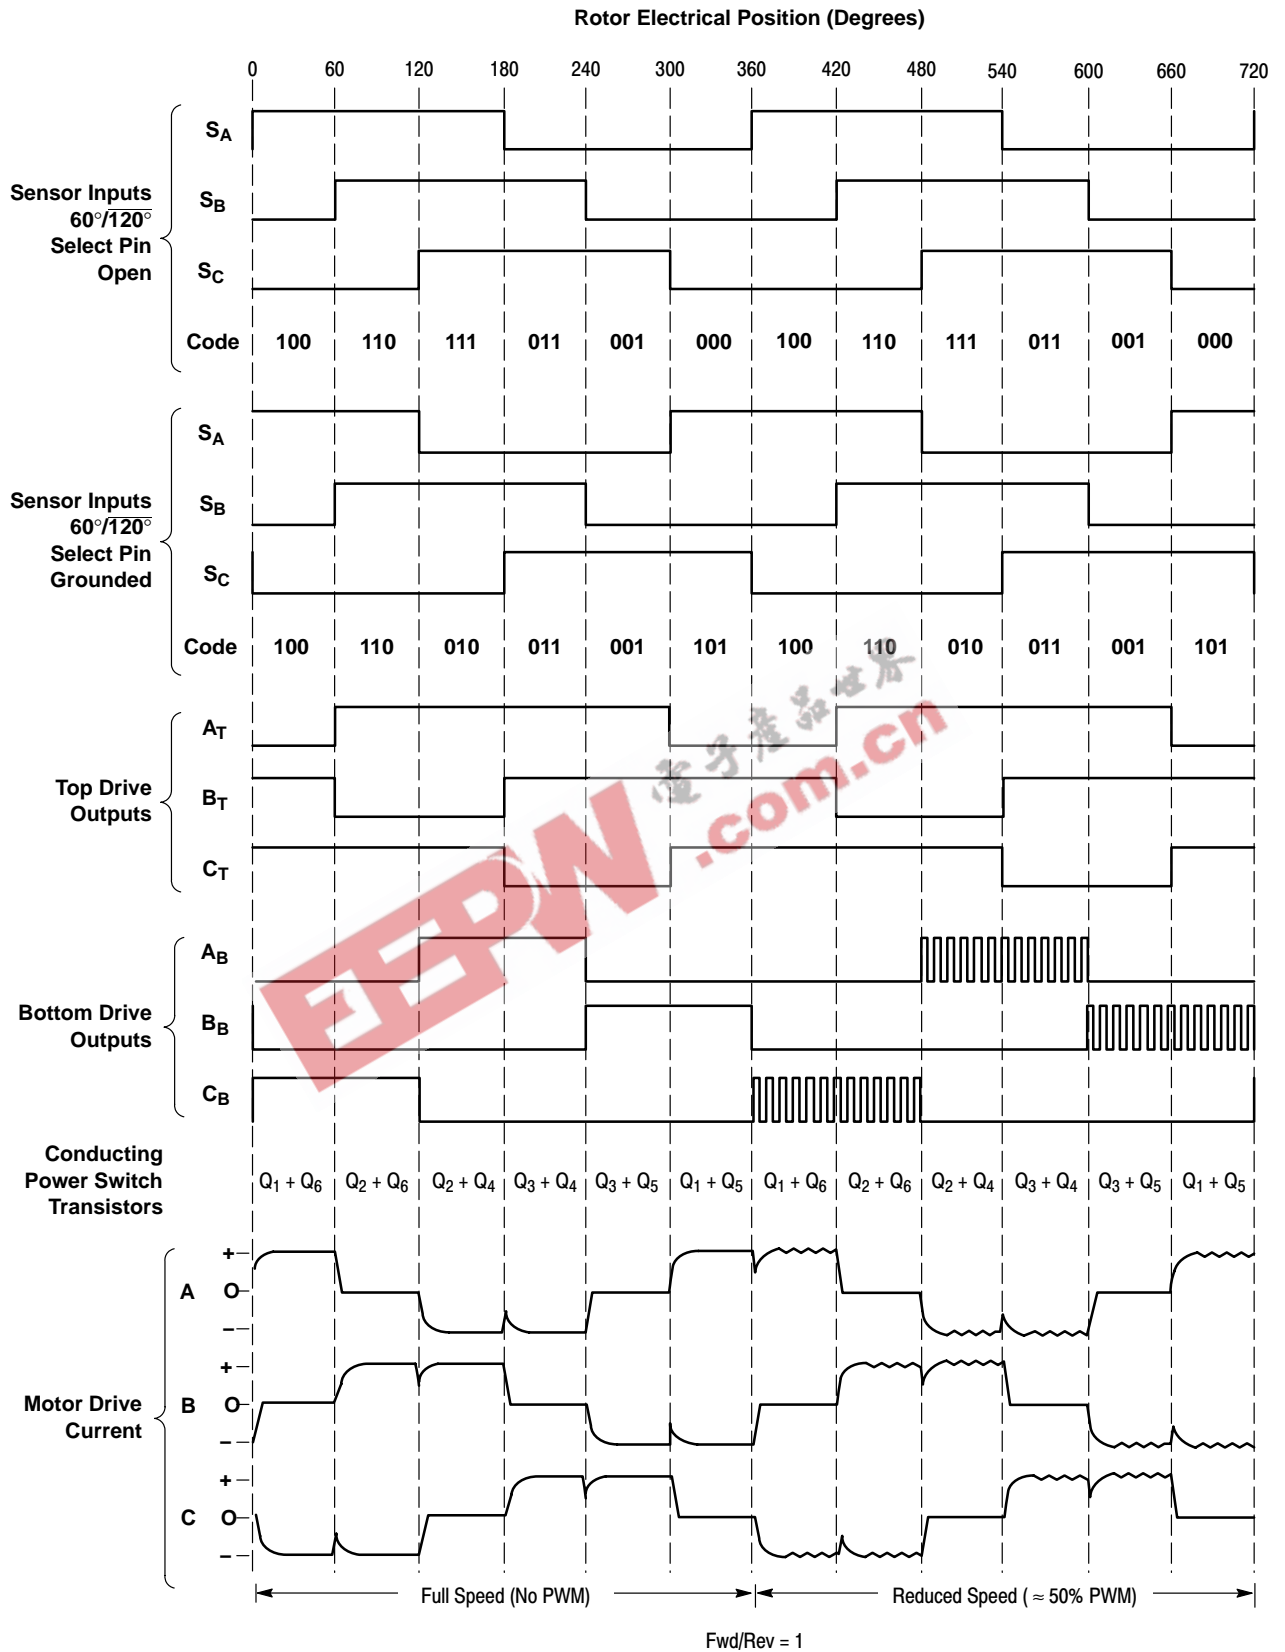 Rotor Electrical Position (Degrees)
0 60 120 180 240 300 360 420 480 540 600 660 720
Sensor Inputs
60°/120°
Select Pin
Open
SA
SB
SC
Code 100 110 111 011 001 000 100 110 111 011 001 000
Sensor Inputs
60°/120°
Select Pin
Grounded
SA
SB
SC
Code 100 110 010 011 001 101 100 110 010 011 001 101
Top Drive
Outputs
AT
BT
CT
電子產品世界
EEPW.com.cn
Bottom Drive
Outputs
AB
BB
CB
Conducting
Power Switch
Transistors
Q1 + Q6 Q2 + Q6 Q2 + Q4 Q3 + Q4 Q3 + Q5 Q1 + Q5 Q1 + Q6 Q2 + Q6 Q2 + Q4 Q3 + Q4 Q3 + Q5 Q1 + Q5
Motor Drive
Current
+
A O
–
+
B O
–
+
C O
–
Full Speed (No PWM) Reduced Speed ( ≈ 50% PWM)
Fwd/Rev = 1